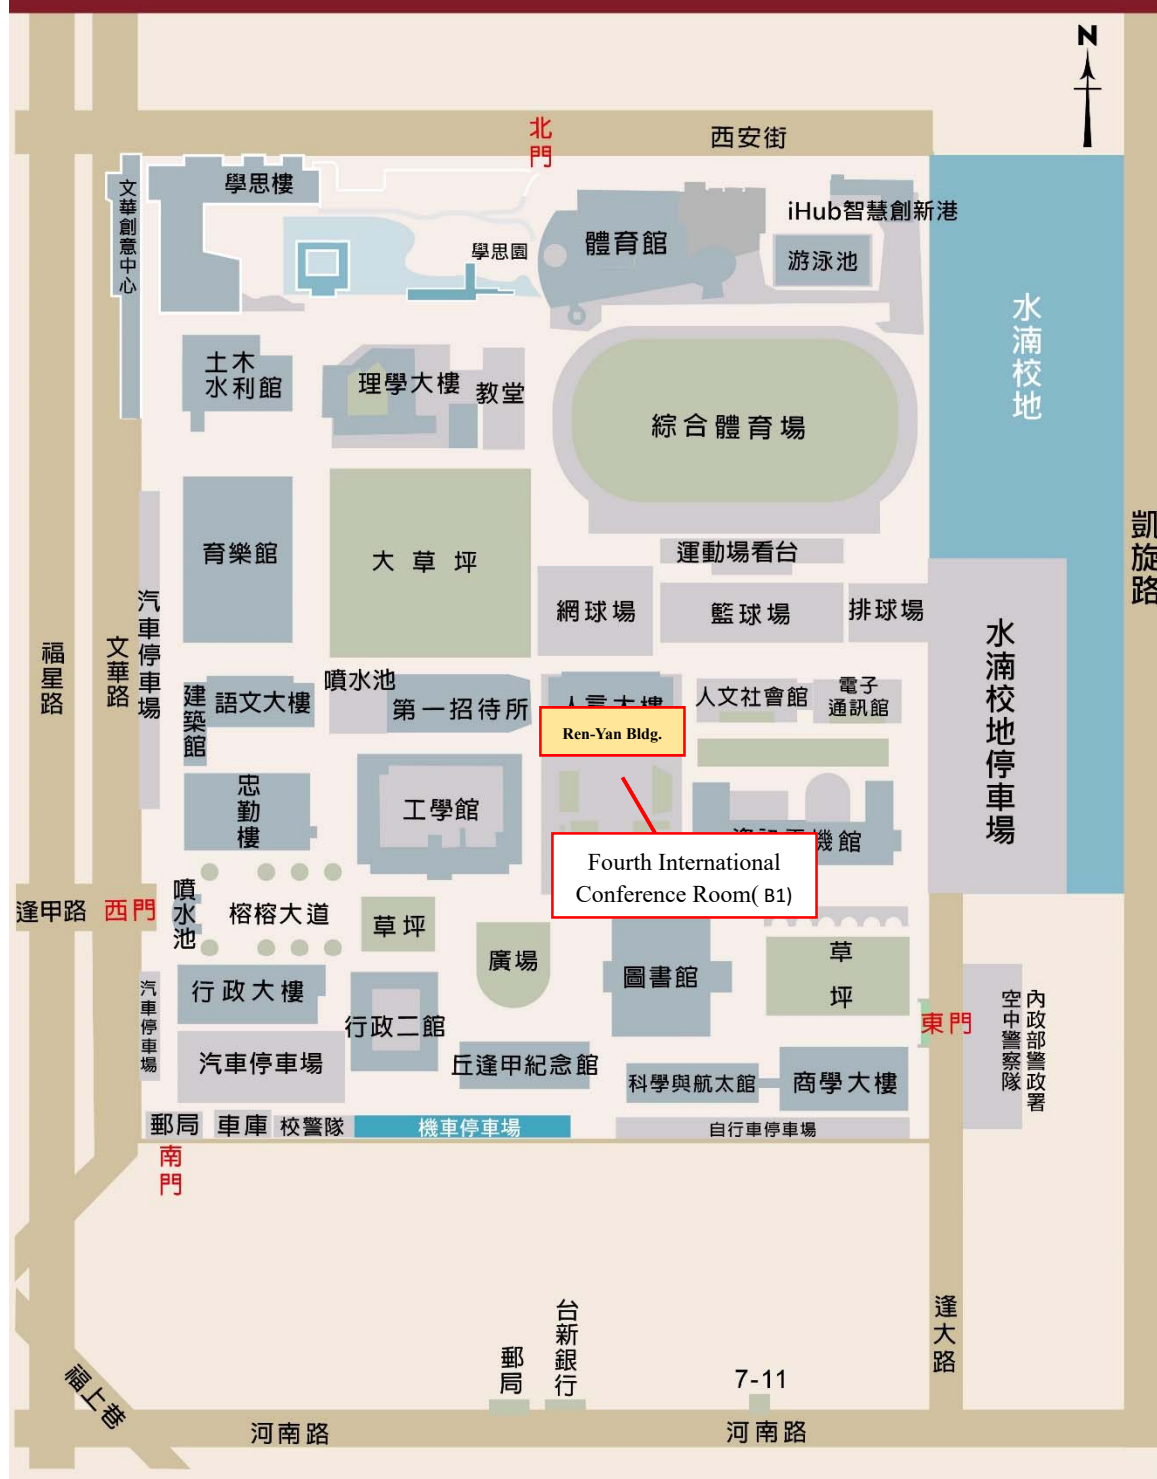 N
北門
西安街
文華創意中心
學思樓
學思園
體育館
iHub智慧創新港
游泳池
水湳校地
土木
水利館
理學大樓
教堂
綜合體育場
育樂館
大草坪
運動場看台
網球場
籃球場
排球場
凱旋路
福星路
文華路
汽車停車場
水湳校地停車場
建築館
語文大樓
噴水池
第一招待所
人言大樓
人文社會館
電子
通訊館
Ren-Yan Bldg.
忠勤樓
工學館
機館
Fourth International
Conference Room( B1)
逢甲路
西門
噴水池
榕榕大道
草坪
廣場
圖書館
草坪
汽車停車場
行政大樓
行政二館
東門
內政部警政署
空中警察隊
汽車停車場
丘逢甲紀念館
科學與航太館
商學大樓
郵局
車庫
校警隊
機車停車場
自行車停車場
南門
逢大路
台新銀行
郵局
7-11
福上巷
河南路
河南路